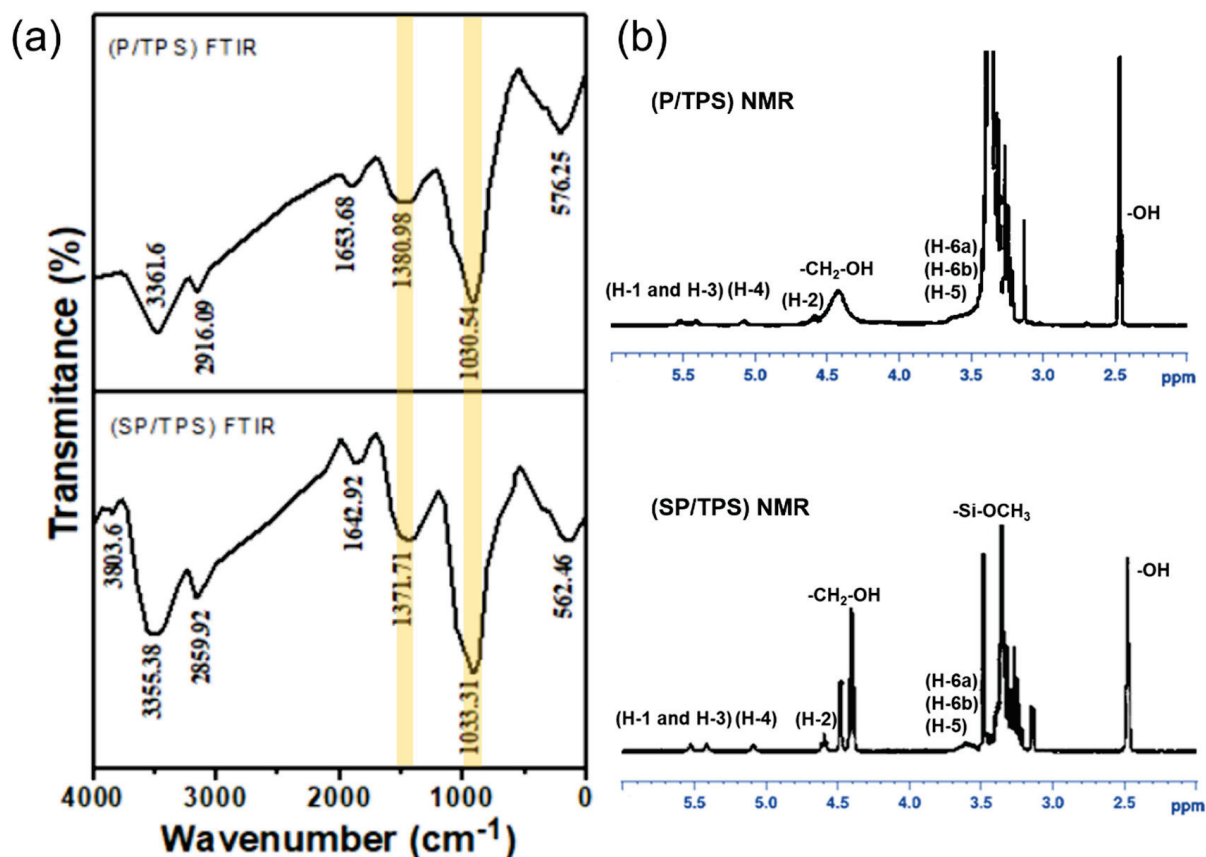 (a)
(P/TPS) FTIR
3361.6
2916.09
1653.68
1380.98
1030.54
576.25
(SP/TPS) FTIR
3803.6
3355.38
2859.92
1642.92
1371.71
1033.31
562.46
Transmitance (%)
4000 3000 2000 1000 0
Wavenumber (cm⁻¹)
(b)
(P/TPS) NMR
-OH
(H-6a)
(H-6b)
(H-5)
-CH₂-OH
(H-1 and H-3) (H-4) (H-2)
5.5 5.0 4.5 4.0 3.5 3.0 2.5 ppm
(SP/TPS) NMR
-Si-OCH₃
-OH
-CH₂-OH
(H-6a)
(H-6b)
(H-5)
(H-1 and H-3) (H-4) (H-2)
5.5 5.0 4.5 4.0 3.5 3.0 2.5 ppm